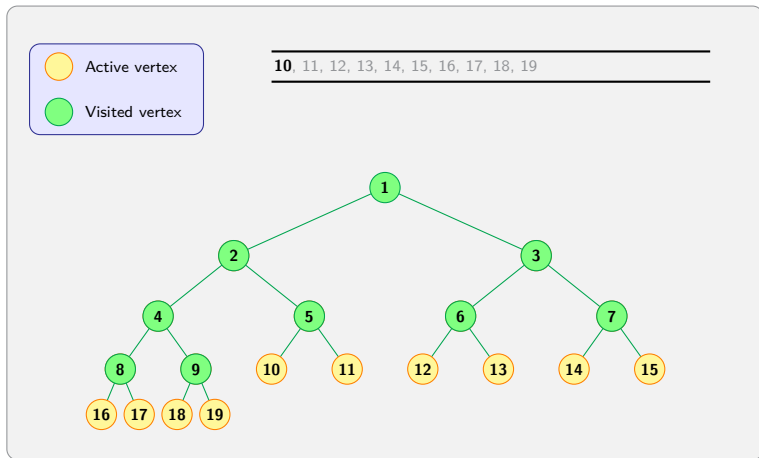 Active vertex
10, 11, 12, 13, 14, 15, 16, 17, 18, 19
Visited vertex
1
2 3
4 5 6 7
8 9 10 11 12 13 14 15
16 17 18 19